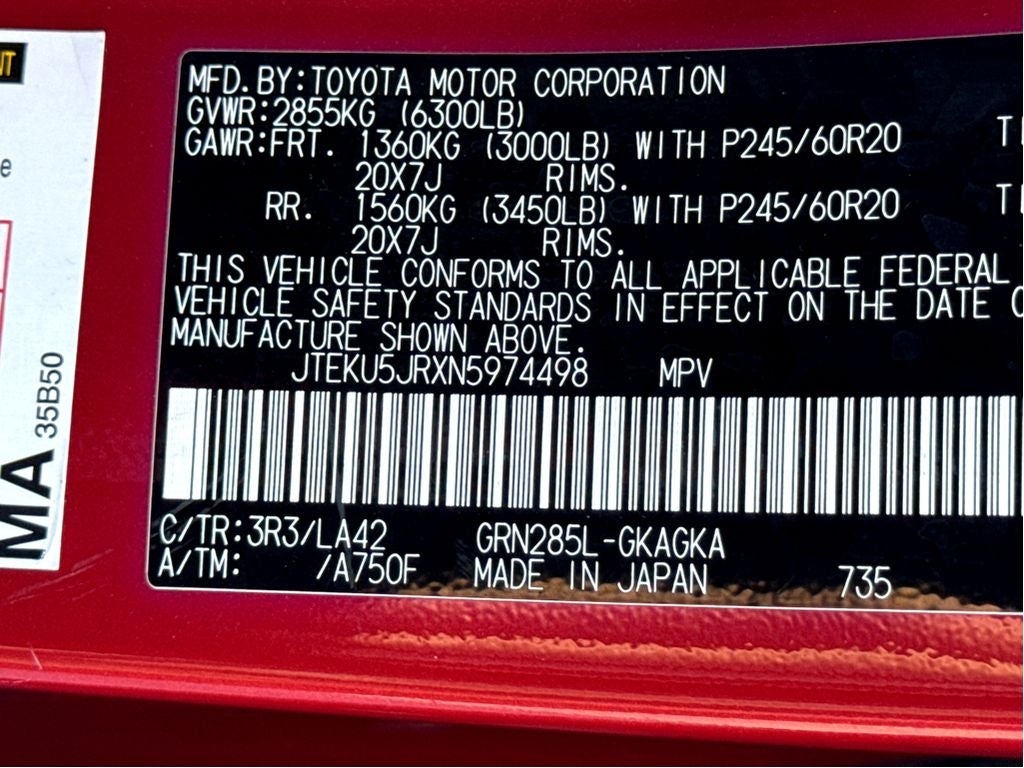 NT
e
35B50
MA
MFD. BY: TOYOTA MOTOR CORPORATION
GVWR: 2855KG (6300LB)
GAWR: FRT. 1360KG (3000LB) WITH P245/60R20
20X7J RIMS.
RR. 1560KG (3450LB) WITH P245/60R20
20X7J RIMS.
THIS VEHICLE CONFORMS TO ALL APPLICABLE FEDERAL
VEHICLE SAFETY STANDARDS IN EFFECT ON THE DATE
MANUFACTURE SHOWN ABOVE.
JTEKU5JRXN5974498 MPV
C/TR: 3R3/LA42 GRN285L-GKAGKA
A/TM: /A750F MADE IN JAPAN 735